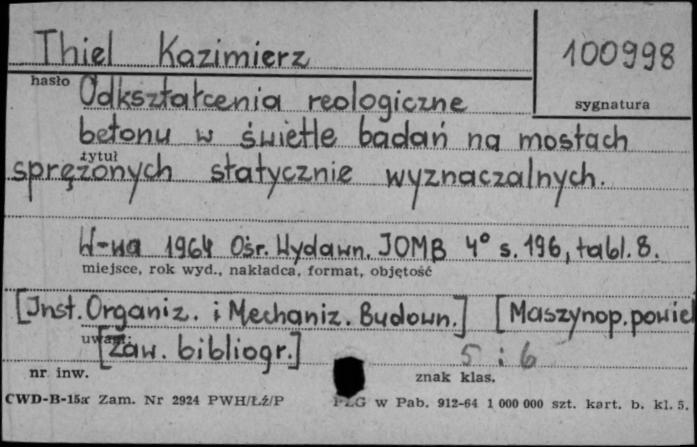 Thiel Kazimierz
100998
hasło
sygnatura
Odkształcenia reologiczne
betonu w świetle badań na mostach
tytuł
sprężonych statycznie wyznaczalnych.
W-wa 1964 Ośr. Wydawn. JOMB 4° s. 196, tabl. 8.
miejsce, rok wyd., nakładca, format, objętość
[Inst. Organiz. i Mechaniz. Budown.] [Maszynop. powiel
uwagi:
[Zaw. bibliogr.]
5 i 6
nr inw.
znak klas.
CWD-B-15a Zam. Nr 2924 PWH/Łź/P
PZG w Pab. 912-64 1 000 000 szt. kart. b. kl. 5.